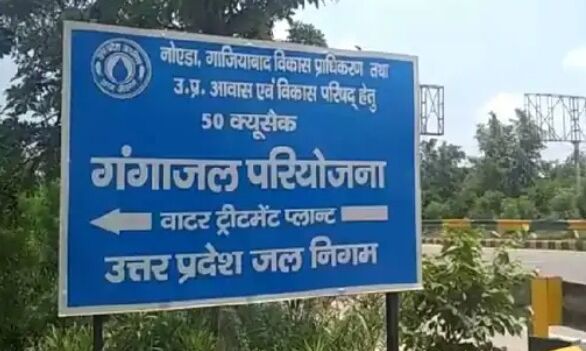 नोएडा, गाजियाबाद विकास प्राधिकरण तथा
उ.प्र. आवास एवं विकास परिषद् हेतु
50 क्यूसैक
गंगाजल परियोजना
वाटर ट्रीटमेंट प्लान्ट
उत्तर प्रदेश जल निगम